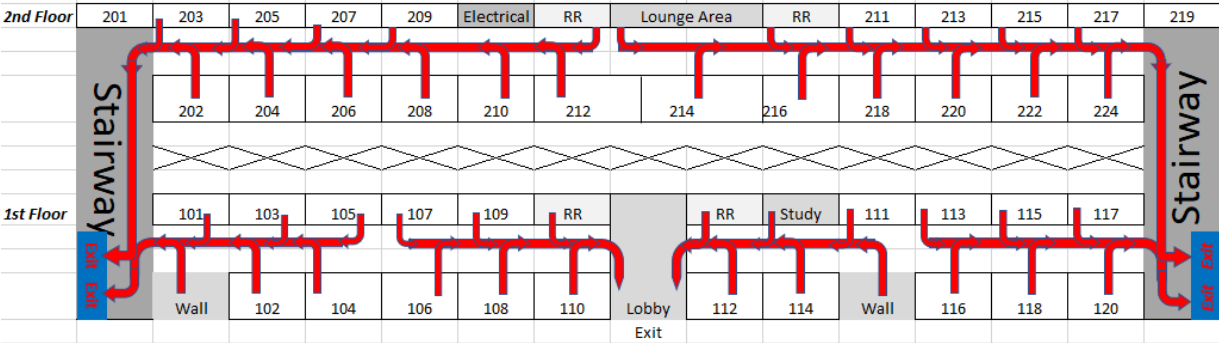 2nd Floor 201 203 205 207 209 Electrical RR Lounge Area RR 211 213 215 217 219
Stairway
Stairway
202 204 206 208 210 212 214 216 218 220 222 224
1st Floor 101 103 105 107 109 RR RR Study 111 113 115 117
Exit
Exit
Exit
Exit
Wall 102 104 106 108 110 Lobby 112 114 Wall 116 118 120
Exit